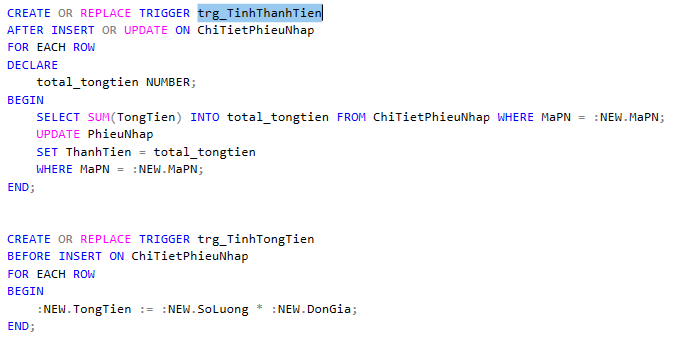 CREATE OR REPLACE TRIGGER trg_TinhThanhTien
AFTER INSERT OR UPDATE ON ChiTietPhieuNhap
FOR EACH ROW
DECLARE
    total_tongtien NUMBER;
BEGIN
    SELECT SUM(TongTien) INTO total_tongtien FROM ChiTietPhieuNhap WHERE MaPN = :NEW.MaPN;
    UPDATE PhieuNhap
    SET ThanhTien = total_tongtien
    WHERE MaPN = :NEW.MaPN;
END;
CREATE OR REPLACE TRIGGER trg_TinhTongTien
BEFORE INSERT ON ChiTietPhieuNhap
FOR EACH ROW
BEGIN
    :NEW.TongTien := :NEW.SoLuong * :NEW.DonGia;
END;